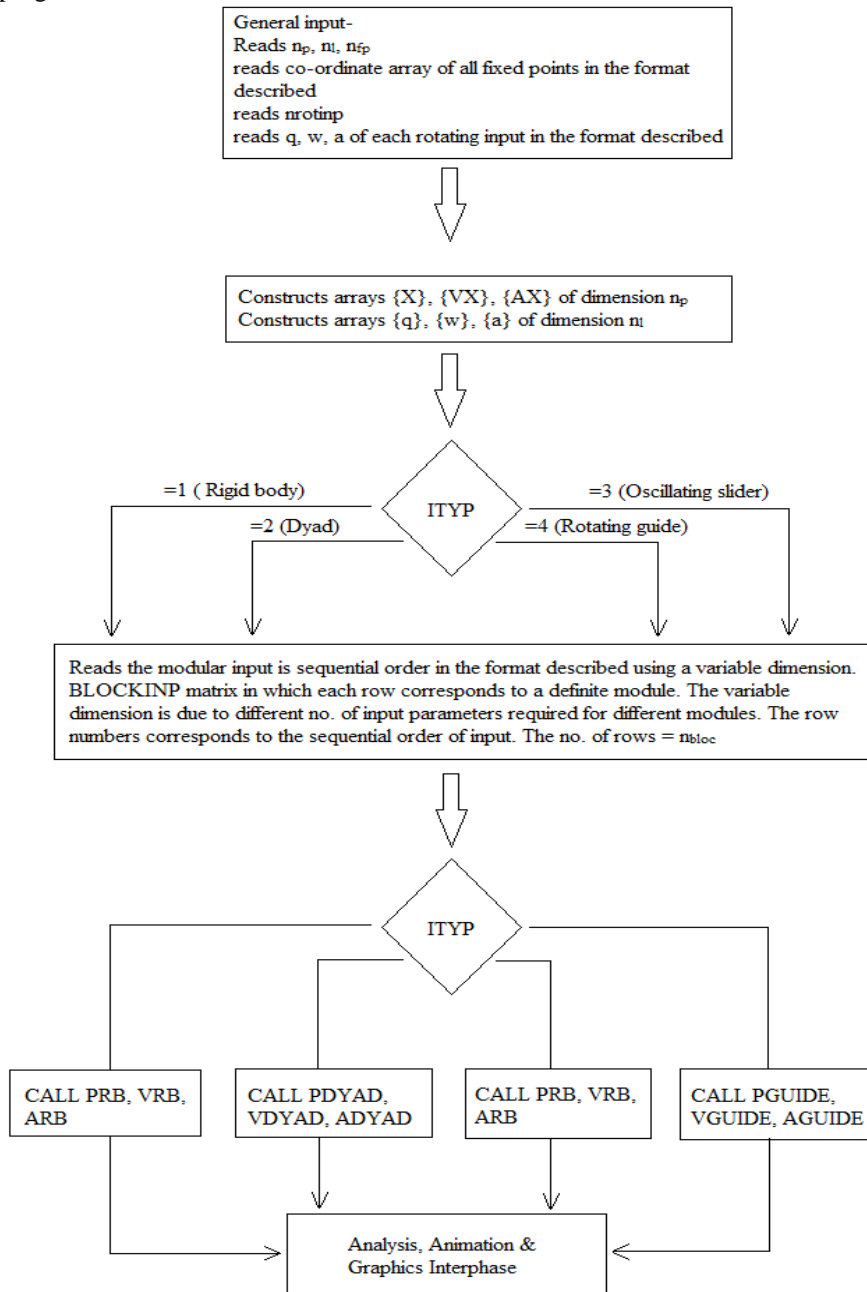 General input-
Reads np, nl, nfp
reads co-ordinate array of all fixed points in the format
described
reads nrotinp
reads q, w, a of each rotating input in the format described
Constructs arrays {X}, {VX}, {AX} of dimension np
Constructs arrays {q}, {w}, {a} of dimension nl
=1 ( Rigid body)
=3 (Oscillating slider)
ITYP
=2 (Dyad)
=4 (Rotating guide)
Reads the modular input is sequential order in the format described using a variable dimension.
BLOCKINP matrix in which each row corresponds to a definite module. The variable
dimension is due to different no. of input parameters required for different modules. The row
numbers corresponds to the sequential order of input. The no. of rows = nbloc
ITYP
CALL PRB, VRB,
ARB
CALL PDYAD,
VDYAD, ADYAD
CALL PRB, VRB,
ARB
CALL PGUIDE,
VGUIDE, AGUIDE
Analysis, Animation &
Graphics Interphase